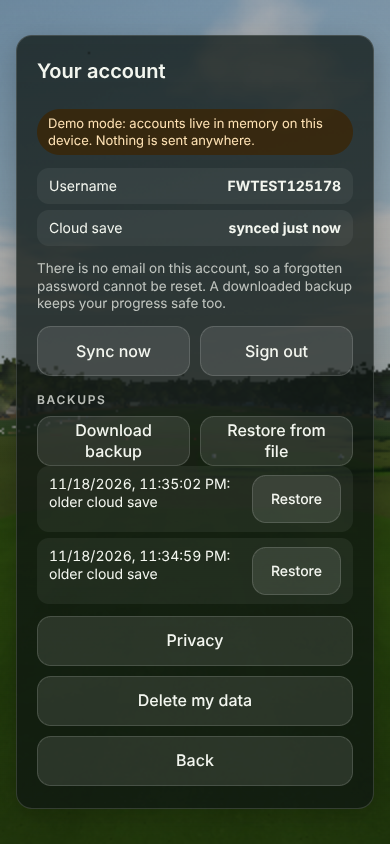 Your account
Demo mode: accounts live in memory on this
device. Nothing is sent anywhere.
Username FWTEST125178
Cloud save synced just now
There is no email on this account, so a forgotten
password cannot be reset. A downloaded backup
keeps your progress safe too.
Sync now Sign out
BACKUPS
Download
backup
Restore from
file
11/18/2026, 11:35:02 PM:
older cloud save
Restore
11/18/2026, 11:34:59 PM:
older cloud save
Restore
Privacy
Delete my data
Back